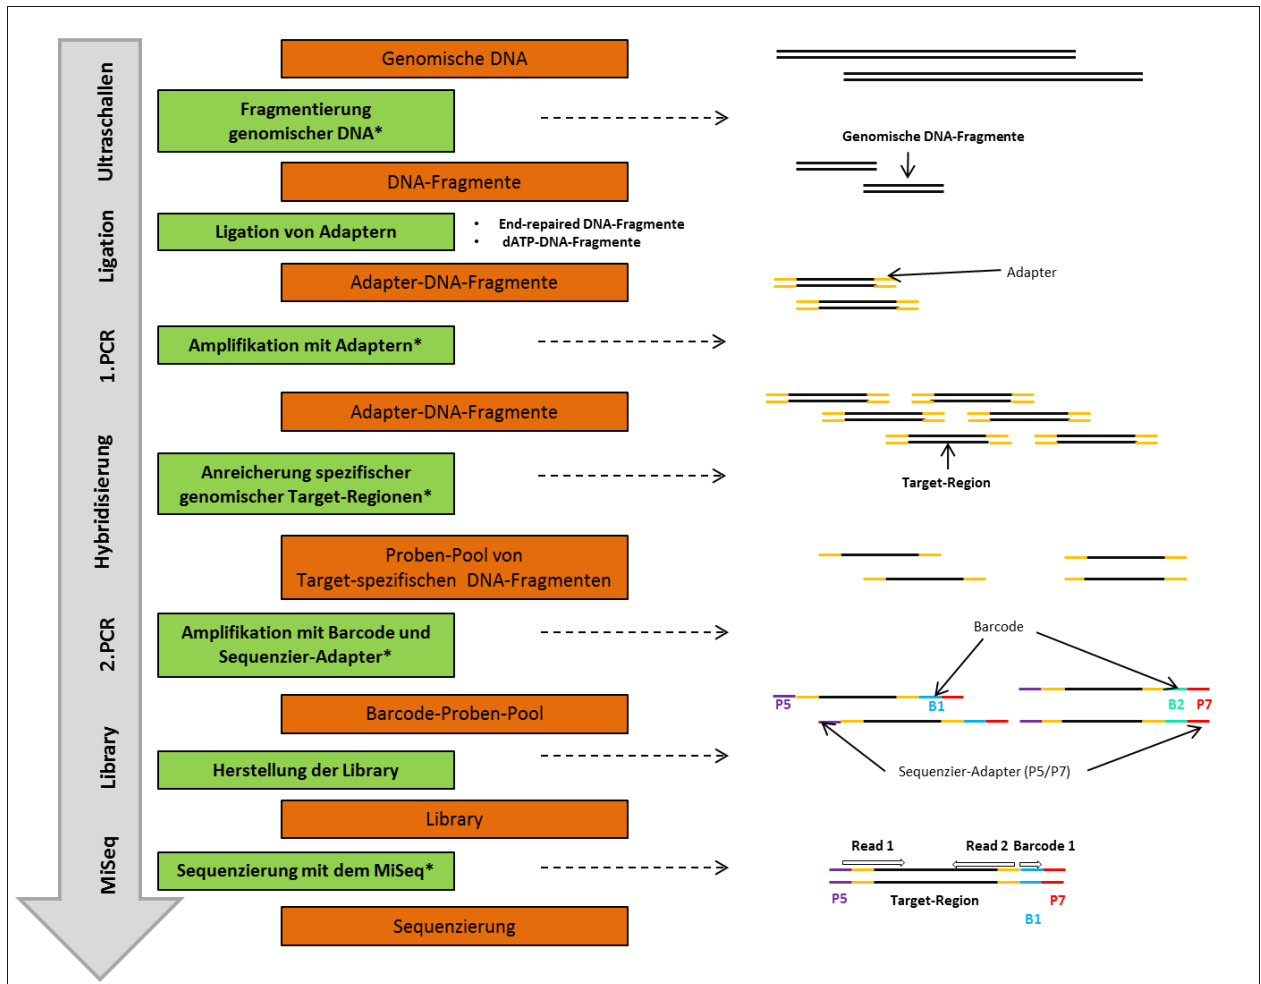 Ultraschallen
Ligation
1.PCR
Hybridisierung
2.PCR
Library
MiSeq
Genomische DNA
Fragmentierung
genomischer DNA*
Genomische DNA-Fragmente
DNA-Fragmente
Ligation von Adaptern
• End-repaired DNA-Fragmente
• dATP-DNA-Fragmente
Adapter-DNA-Fragmente
Adapter
Amplifikation mit Adaptern*
Adapter-DNA-Fragmente
Anreicherung spezifischer
genomischer Target-Regionen*
Target-Region
Proben-Pool von
Target-spezifischen DNA-Fragmenten
Amplifikation mit Barcode und
Sequenzier-Adapter*
Barcode
P5
B1
B2
P7
Barcode-Proben-Pool
Herstellung der Library
Sequenzier-Adapter (P5/P7)
Library
Sequenzierung mit dem MiSeq*
Read 1
Read 2
Barcode 1
P5
Target-Region
P7
B1
Sequenzierung